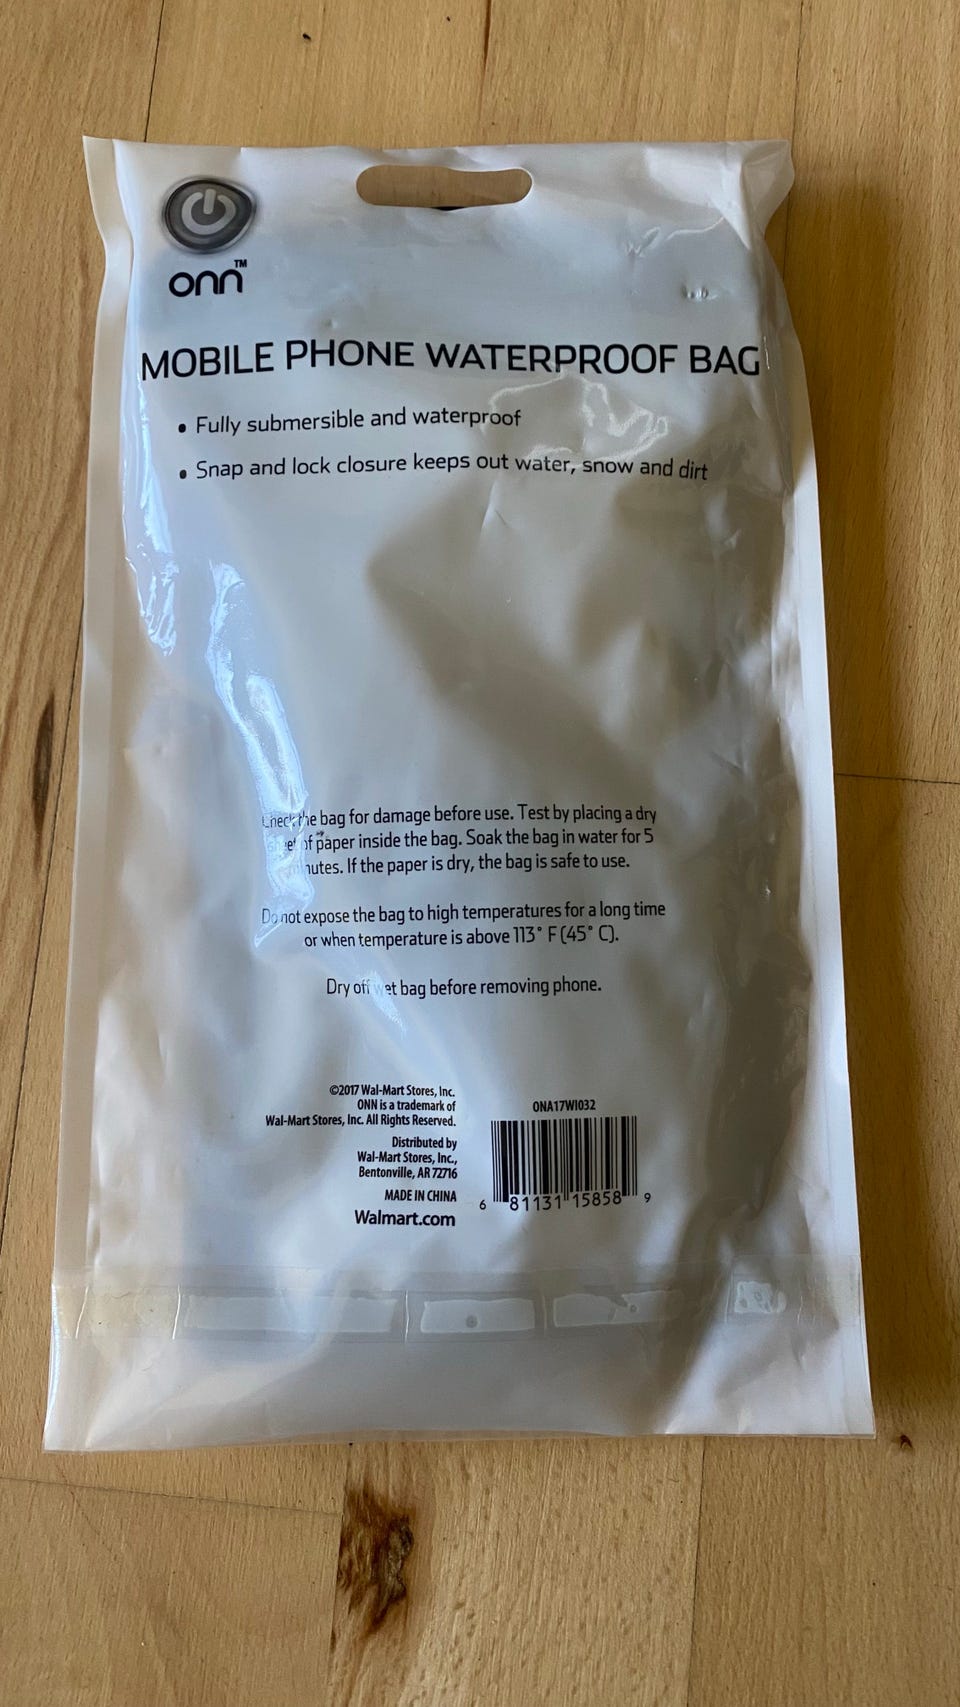 onn™
MOBILE PHONE WATERPROOF BAG
• Fully submersible and waterproof
• Snap and lock closure keeps out water, snow and dirt
Check the bag for damage before use. Test by placing a dry
of paper inside the bag. Soak the bag in water for 5
minutes. If the paper is dry, the bag is safe to use.
Do not expose the bag to high temperatures for a long time
or when temperature is above 113° F (45° C).
Dry off wet bag before removing phone.
©2017 Wal-Mart Stores, Inc.
ONN is a trademark of
Wal-Mart Stores, Inc. All Rights Reserved.
Distributed by
Wal-Mart Stores, Inc.,
Bentonville, AR 72716
MADE IN CHINA
Walmart.com
ONA17WI032
6 81131 15858 9